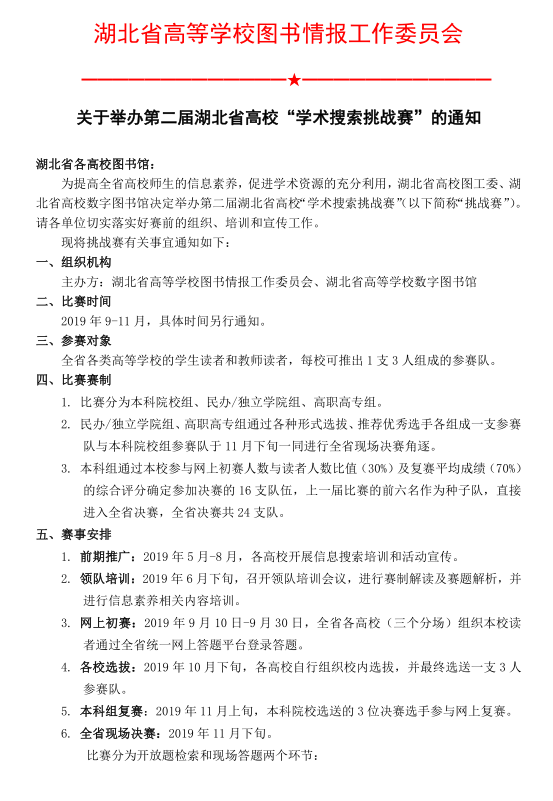 湖北省高等学校图书情报工作委员会
关于举办第二届湖北省高校“学术搜索挑战赛”的通知
湖北省各高校图书馆：
为提高全省高校师生的信息素养，促进学术资源的充分利用，湖北省高校图工委、湖
北省高校数字图书馆决定举办第二届湖北省高校“学术搜索挑战赛”（以下简称“挑战赛”）。
请各单位切实落实好赛前的组织、培训和宣传工作。
现将挑战赛有关事宜通知如下：
一、组织机构
主办方：湖北省高等学校图书情报工作委员会、湖北省高等学校数字图书馆
二、比赛时间
2019 年 9-11 月，具体时间另行通知。
三、参赛对象
全省各类高等学校的学生读者和教师读者，每校可推出 1 支 3 人组成的参赛队。
四、比赛赛制
1. 比赛分为本科院校组、民办/独立学院组、高职高专组。
2. 民办/独立学院组、高职高专组通过各种形式选拔、推荐优秀选手各组成一支参赛
队与本科院校组参赛队于 11 月下旬一同进行全省现场决赛角逐。
3. 本科组通过本校参与网上初赛人数与读者人数比值（30%）及复赛平均成绩（70%）
的综合评分确定参加决赛的 16 支队伍，上一届比赛的前六名作为种子队，直接
进入全省决赛，全省决赛共 24 支队。
五、赛事安排
1. 前期推广：2019 年 5 月-8 月，各高校开展信息搜索培训和活动宣传。
2. 领队培训：2019 年 6 月下旬，召开领队培训会议，进行赛制解读及赛题解析，并
进行信息素养相关内容培训。
3. 网上初赛：2019 年 9 月 10 日-9 月 30 日，全省各高校（三个分场）组织本校读
者通过全省统一网上答题平台登录答题。
4. 各校选拔：2019 年 10 月下旬，各高校自行组织校内选拔，并最终选送一支 3 人
参赛队。
5. 本科组复赛：2019 年 11 月上旬，本科院校选送的 3 位决赛选手参与网上复赛。
6. 全省现场决赛：2019 年 11 月下旬。
比赛分为开放题检索和现场答题两个环节：